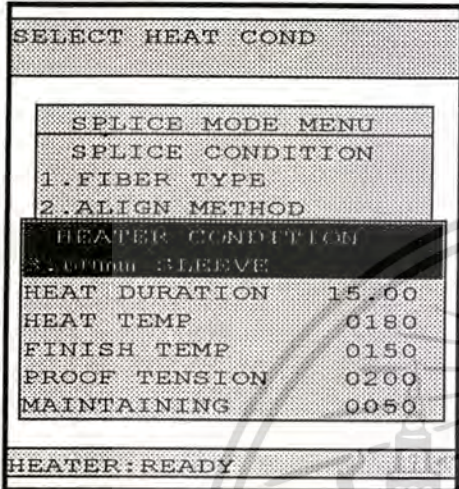 SELECT HEAT COND
SPLICE MODE MENU
SPLICE CONDITION
1.FIBER TYPE
2.ALIGN METHOD
HEATER CONDITION
SLEEVE
HEAT DURATION 15.00
HEAT TEMP 0180
FINISH TEMP 0150
PROOF TENSION 0200
MAINTAINING 0050
HEATER:READY